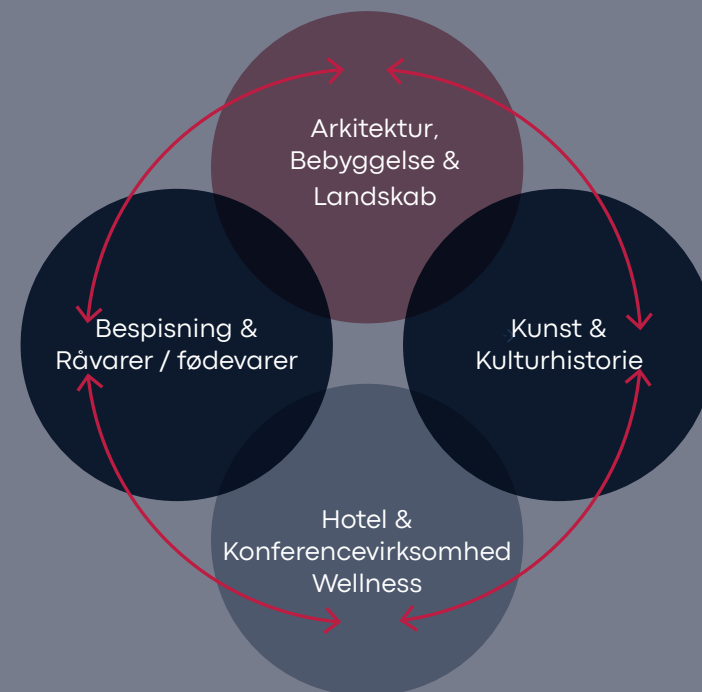 Arkitektur,
Bebyggelse &
Landskab
Bespisning &
Råvarer / fødevarer
Kunst &
Kulturhistorie
Hotel &
Konferencevirksomhed
Wellness